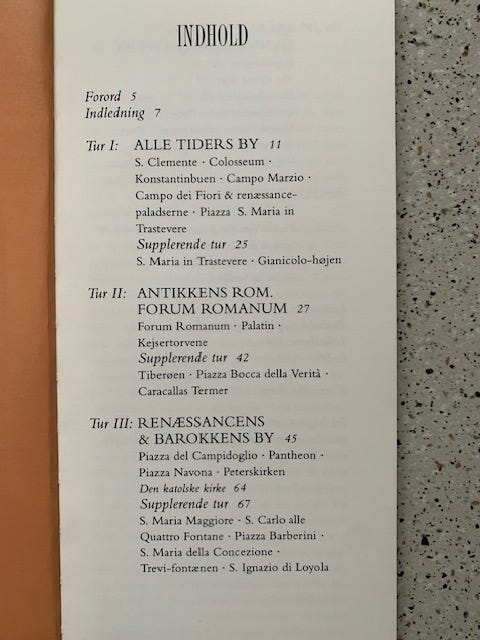 INDHOLD
Forord 5
Indledning 7
Tur I: ALLE TIDERS BY 11
S. Clemente · Colosseum ·
Konstantinbuen · Campo Marzio ·
Campo dei Fiori & renæssance-
paladserne · Piazza S. Maria in
Trastevere
Supplerende tur 25
S. Maria in Trastevere · Gianicolo-højen
Tur II: ANTIKKENS ROM.
FORUM ROMANUM 27
Forum Romanum · Palatin ·
Kejsertorvene
Supplerende tur 42
Tiberøen · Piazza Bocca della Verità ·
Caracallas Termer
Tur III: RENÆSSANCENS
& BAROKKENS BY 45
Piazza del Campidoglio · Pantheon ·
Piazza Navona · Peterskirken
Den katolske kirke 64
Supplerende tur 67
S. Maria Maggiore · S. Carlo alle
Quattro Fontane · Piazza Barberini ·
S. Maria della Concezione ·
Trevi-fontænen · S. Ignazio di Loyola